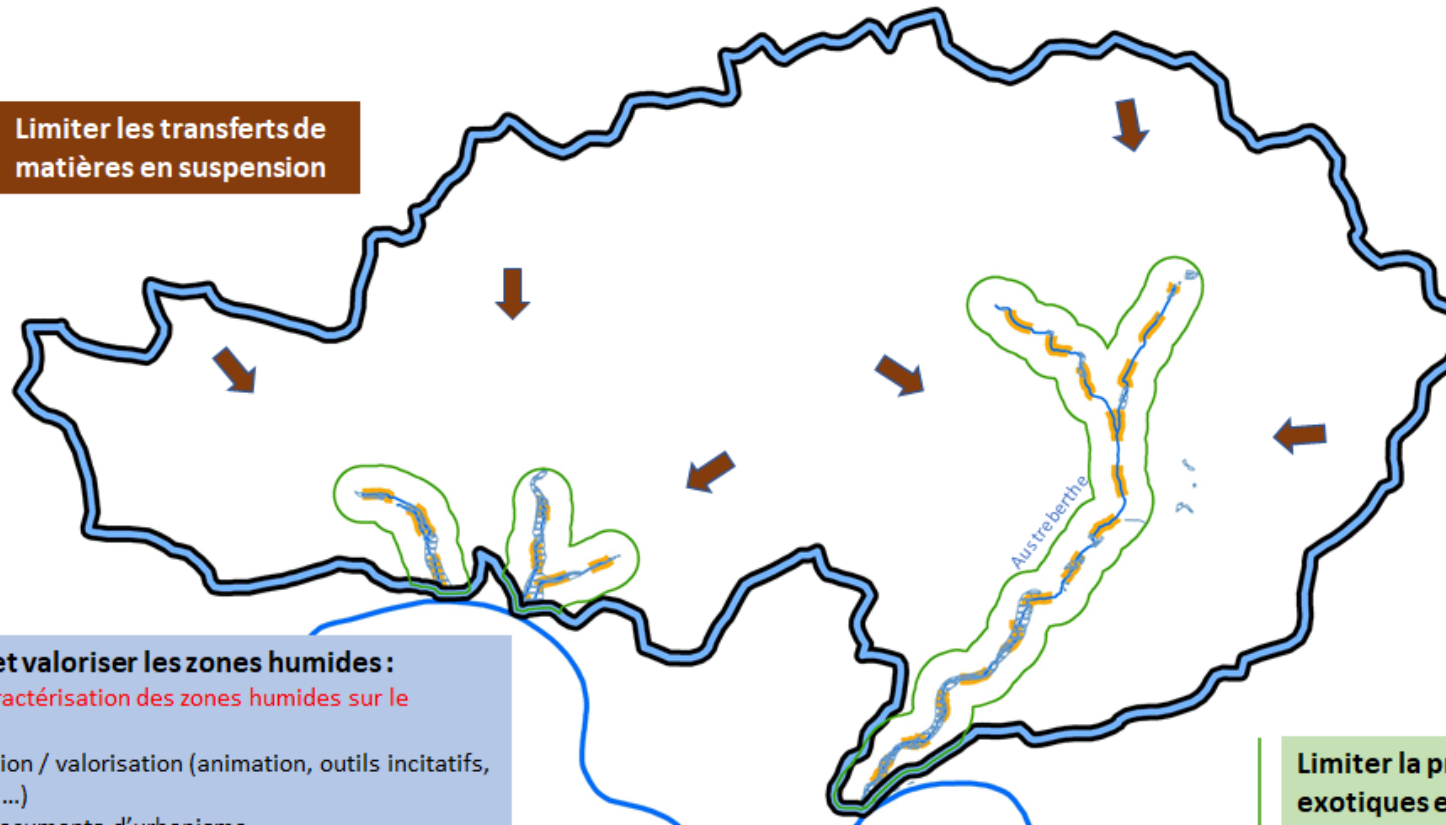 Limiter les transferts de
matières en suspension
Austreberthe
et valoriser les zones humides :
ractérisation des zones humides sur le
ion / valorisation (animation, outils incitatifs,
…)
d'urbanisme
Limiter la pr
exotiques e